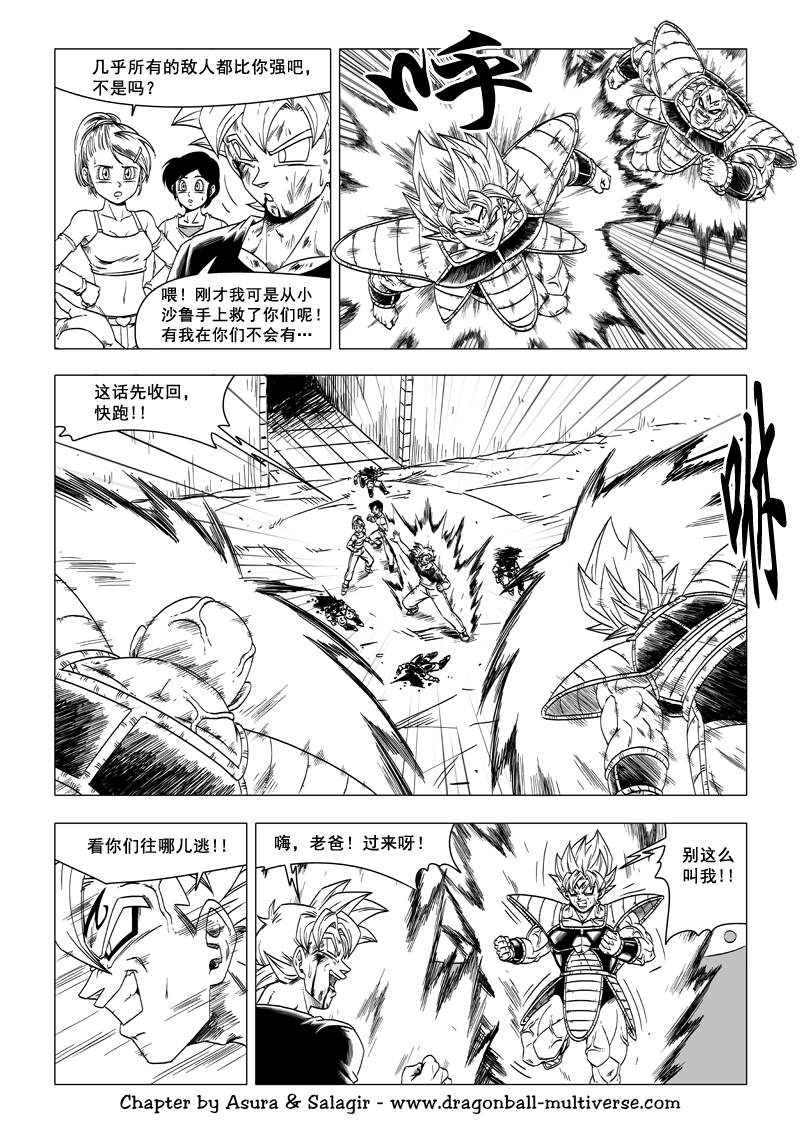 几乎所有的敌人都比你强吧，
不是吗？
喂！刚才我可是从小
沙鲁手上救了你们呢！
有我在你们不会有…
呼
这话先收回，
快跑！！
看你们往哪儿逃！！
嗨，老爸！过来呀！
别这么
叫我！！
Chapter by Asura & Salagir - www.dragonball-multiverse.com